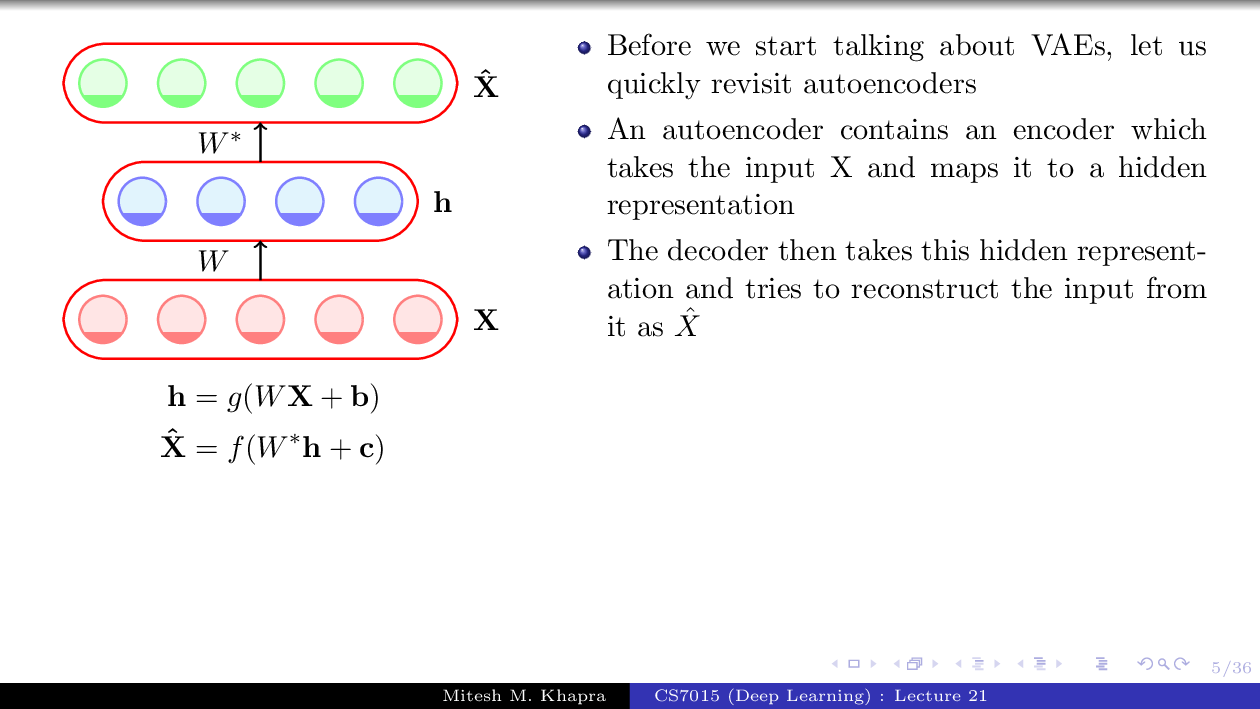 X̂
W*
h
W
X
h = g(WX + b)
X̂ = f(W*h + c)
Before we start talking about VAEs, let us
quickly revisit autoencoders
An autoencoder contains an encoder which
takes the input X and maps it to a hidden
representation
The decoder then takes this hidden represent-
ation and tries to reconstruct the input from
it as X̂
5/36
Mitesh M. Khapra
CS7015 (Deep Learning) : Lecture 21